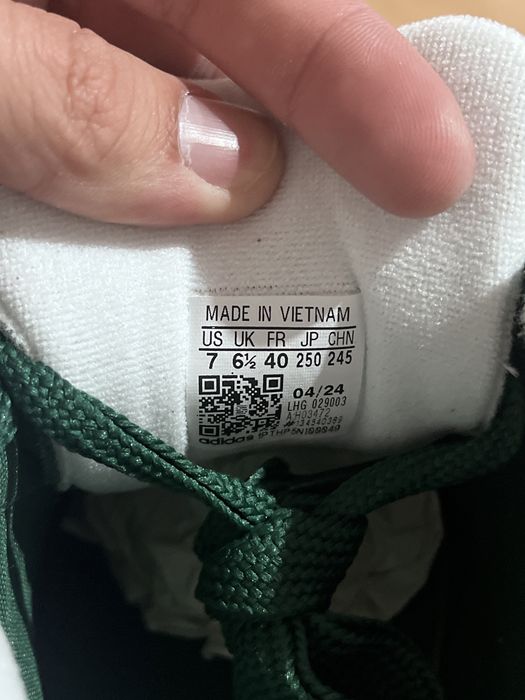 MADE IN VIETNAM
US UK FR JP CHN
7 6½ 40 250 245
04/24
LHG 029003
AH03472
adidas